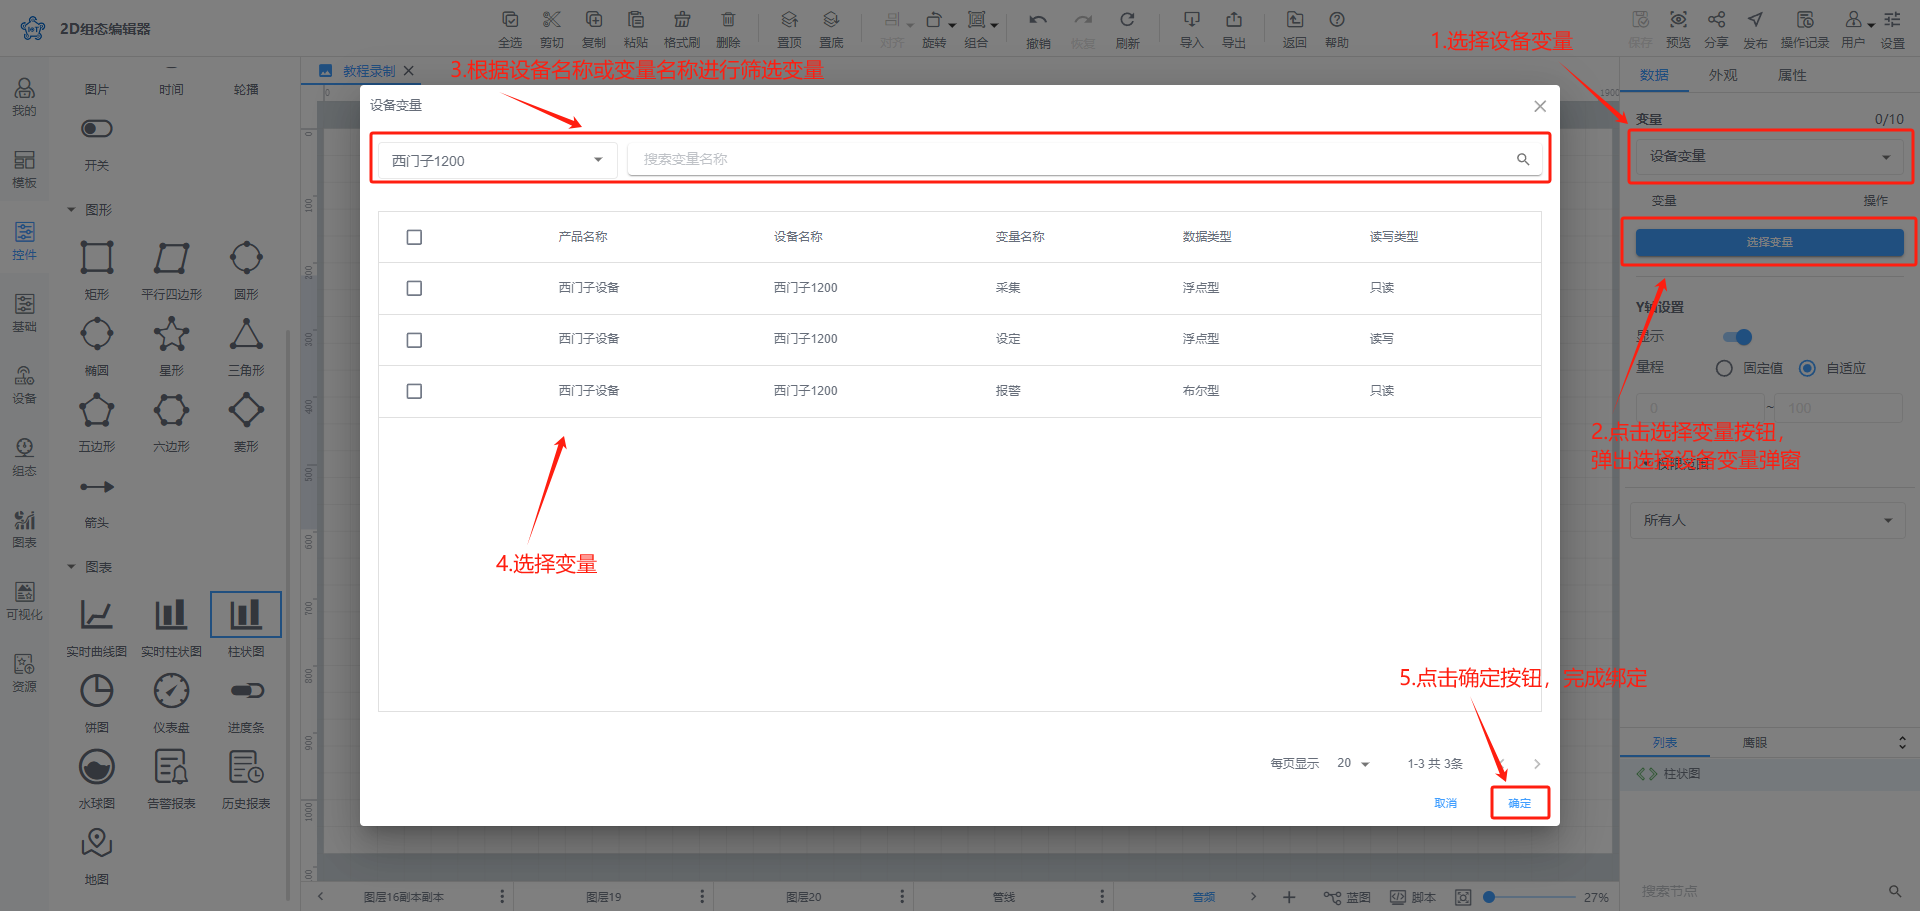 2D组态编辑器
全选
剪切
复制
粘贴
格式刷
删除
置顶
置底
对齐
旋转
组合
撤销
恢复
刷新
导入
导出
返回
帮助
保存
预览
分享
发布
操作记录
用户
设置
1.选择设备变量
教程录制
3.根据设备名称或变量名称进行筛选变量
数据
外观
属性
我的
模板
控件
基础
设备
组态
图表
可视化
资源
图片
时间
轮播
开关
图形
矩形
平行四边形
圆形
椭圆
星形
三角形
五边形
六边形
菱形
箭头
图表
实时曲线图
实时柱状图
柱状图
饼图
仪表盘
进度条
水球图
告警报表
历史报表
地图
0
1900
0
100
200
300
400
500
600
700
800
900
1000
设备变量
西门子1200
搜索变量名称
产品名称 设备名称 变量名称 数据类型 读写类型
西门子设备 西门子1200 采集 浮点型 只读
西门子设备 西门子1200 设定 浮点型 读写
西门子设备 西门子1200 报警 布尔型 只读
4.选择变量
5.点击确定按钮，完成绑定
每页显示 20 1-3 共 3条
取消
确定
变量 0/10
设备变量
变量 操作
选择变量
Y轴设置
显示
量程 固定值 自适应
0 ~ 100
2.点击选择变量按钮，
弹出选择设备变量弹窗
权限范围
所有人
列表
鹰眼
柱状图
搜索节点
图层16副本副本
图层19
图层20
管线
音频
蓝图
脚本
27%